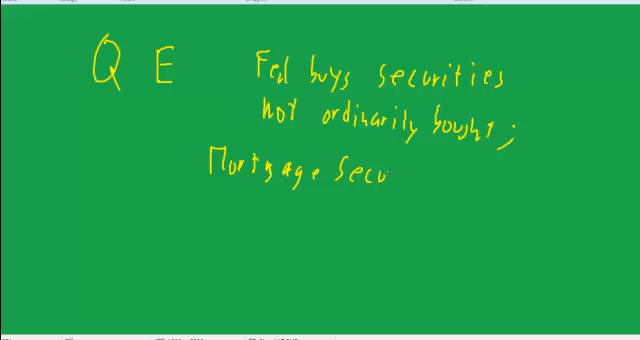 Q E Fed buys securities
not ordinarily bought;
Mortgage Secu